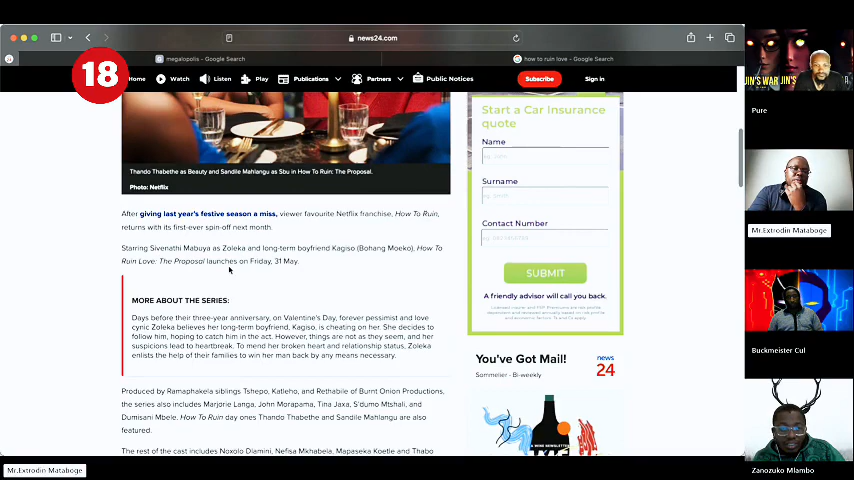 news24.com
megalopolis - Google Search
how to ruin love - Google Search
18
Home Watch Listen Play Publications Partners Public Notices Subscribe Sign in
Thando Thabethe as Beauty and Sandile Mahlangu as Sbu in How To Ruin: The Proposal.
Photo: Netflix
After giving last year's festive season a miss, viewer favourite Netflix franchise, How To Ruin,
returns with its first-ever spin-off next month.
Starring Sivenathi Mabuya as Zoleka and long-term boyfriend Kagiso (Bohang Moeko), How To
Ruin Love: The Proposal launches on Friday, 31 May.
MORE ABOUT THE SERIES:
Days before their three-year anniversary, on Valentine's Day, forever pessimist and love
cynic Zoleka believes her long-term boyfriend, Kagiso, is cheating on her. She decides to
follow him, hoping to catch him in the act. However, things are not as they seem, and her
suspicions lead to heartbreak. To mend her broken heart and relationship status, Zoleka
enlists the help of their families to win her man back by any means necessary.
Produced by Ramaphakela siblings Tshepo, Katleho, and Rethabile of Burnt Onion Productions,
the series also includes Marjorie Langa, John Morapama, Tina Jaxa, S'dumo Mtshali, and
Dumisani Mbele. How To Ruin day ones Thando Thabethe and Sandile Mahlangu are also
featured.
The rest of the cast includes Noxolo Dlamini, Nefisa Mkhabela, Mapaseka Koetle and Thabo
Start a Car Insurance
quote
Name
Surname
Contact Number
SUBMIT
A friendly advisor will call you back.
You've Got Mail!
Sommelier - Bi-weekly
news
24
JIN'S WAR JIN'S
Pure
Mr.Extrodin Mataboge
Buckmeister Cul
Zanozuko Mlambo
Mr.Extrodin Mataboge